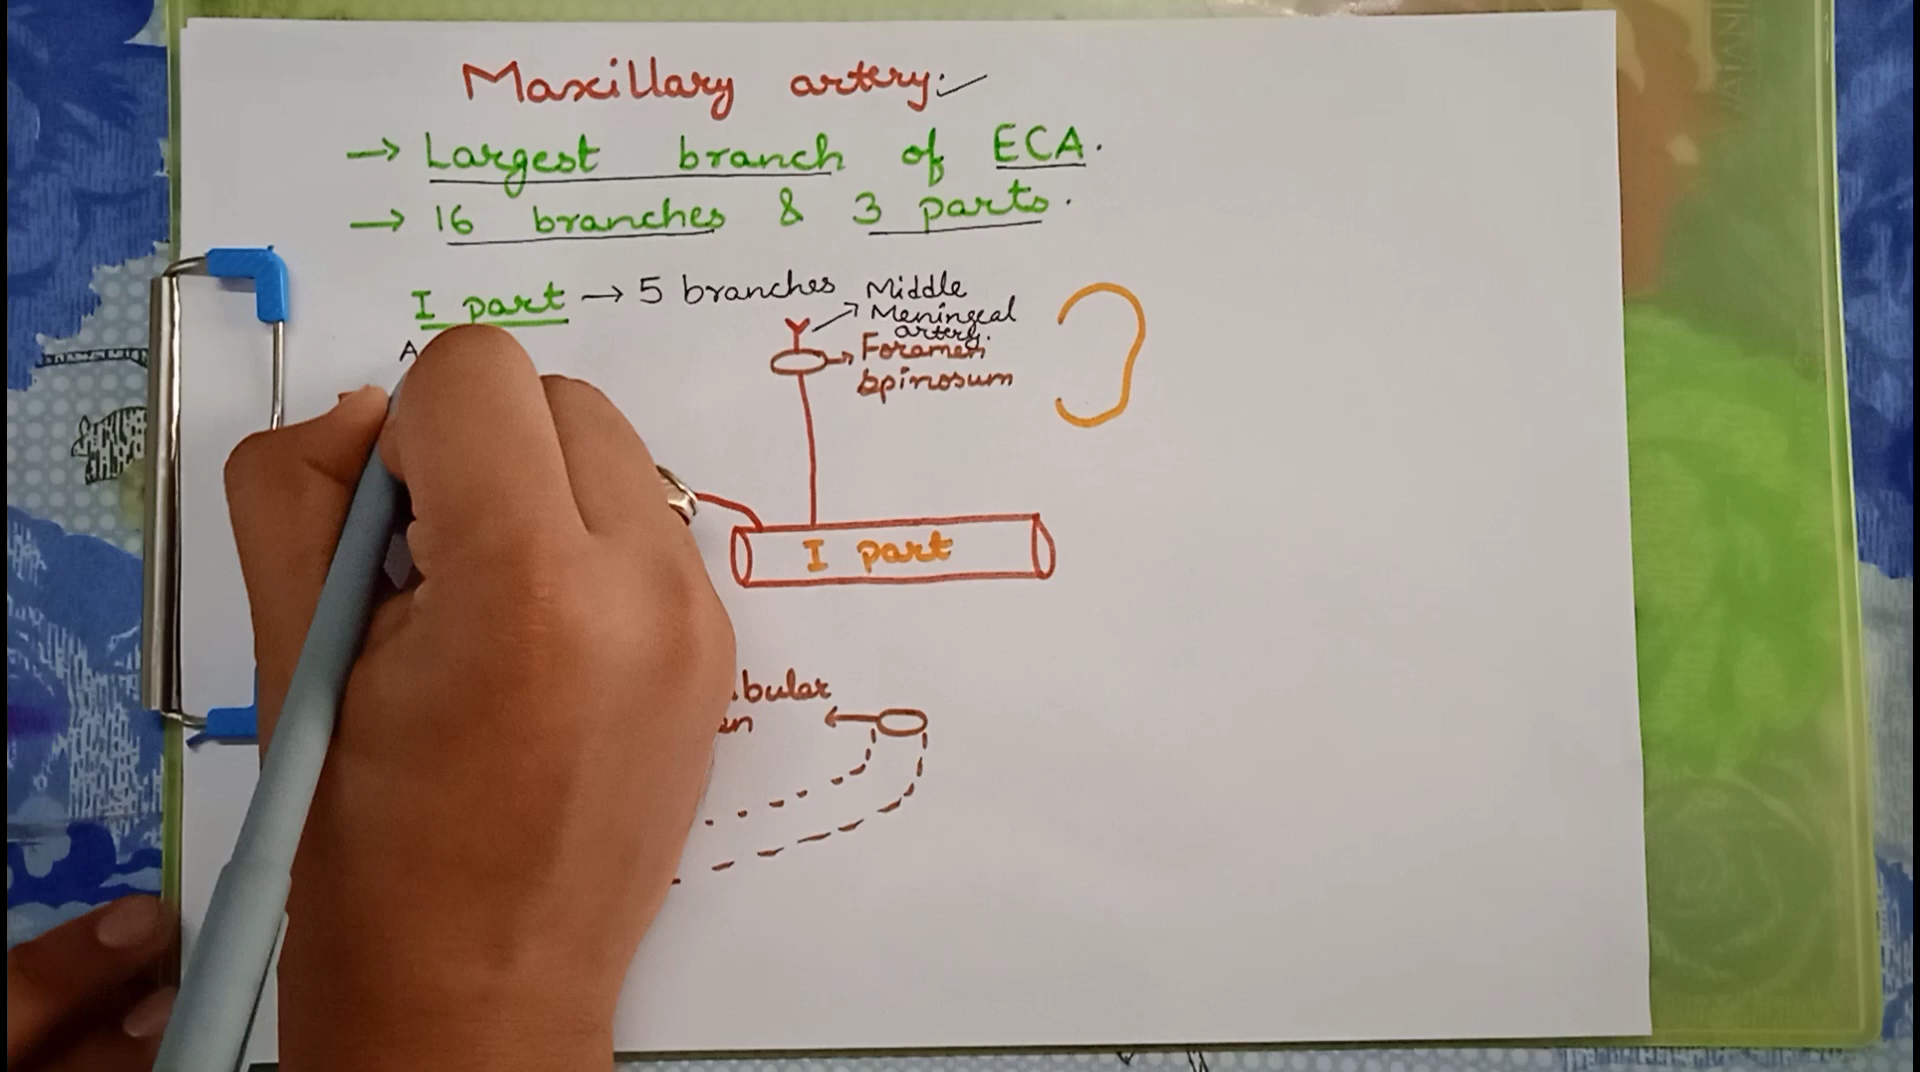 Maxillary artery.
→ Largest branch of ECA.
→ 16 branches & 3 parts.
I part → 5 branches
Middle
Meningeal
artery.
Foramen
Spinosum
A
I part
bular
en